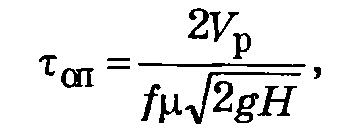 τ_оп = 2V_р / (fμ√(2gH)),